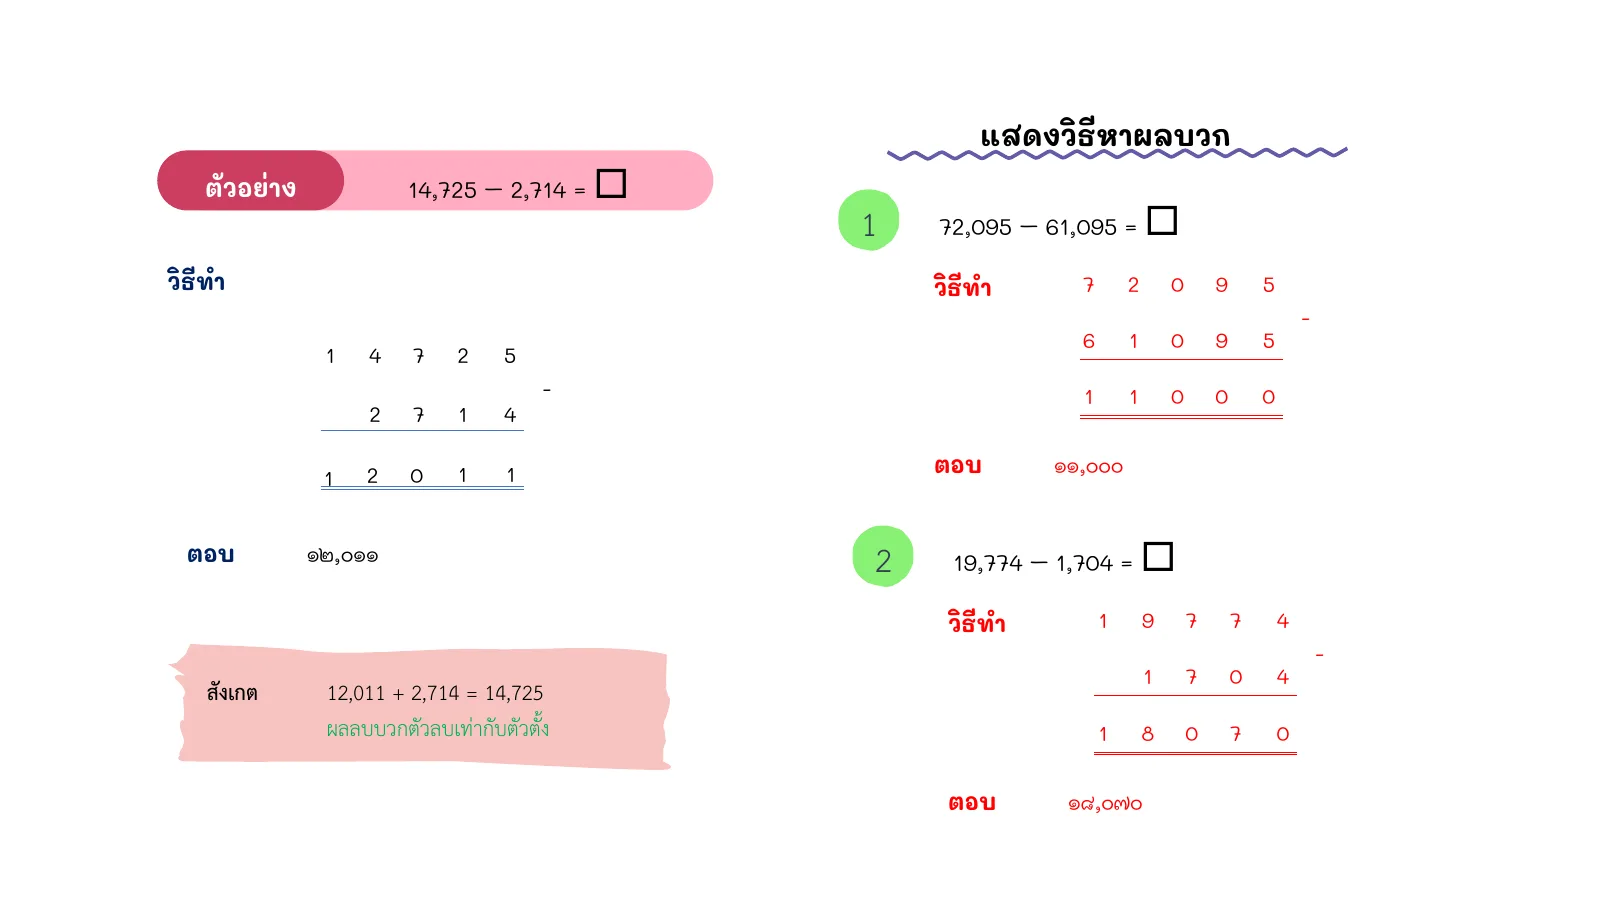 ตัวอย่าง 14,725 – 2,714 = □
วิธีทำ
1 4 7 2 5
-
2 7 1 4
1 2 0 1 1
ตอบ ๑๒,๐๑๑
สังเกต 12,011 + 2,714 = 14,725
ผลลบบวกตัวลบเท่ากับตัวตั้ง
แสดงวิธีหาผลบวก
1 72,095 – 61,095 = □
วิธีทำ 7 2 0 9 5
-
6 1 0 9 5
1 1 0 0 0
ตอบ ๑๑,๐๐๐
2 19,774 – 1,704 = □
วิธีทำ 1 9 7 7 4
-
1 7 0 4
1 8 0 7 0
ตอบ ๑๘,๐๗๐